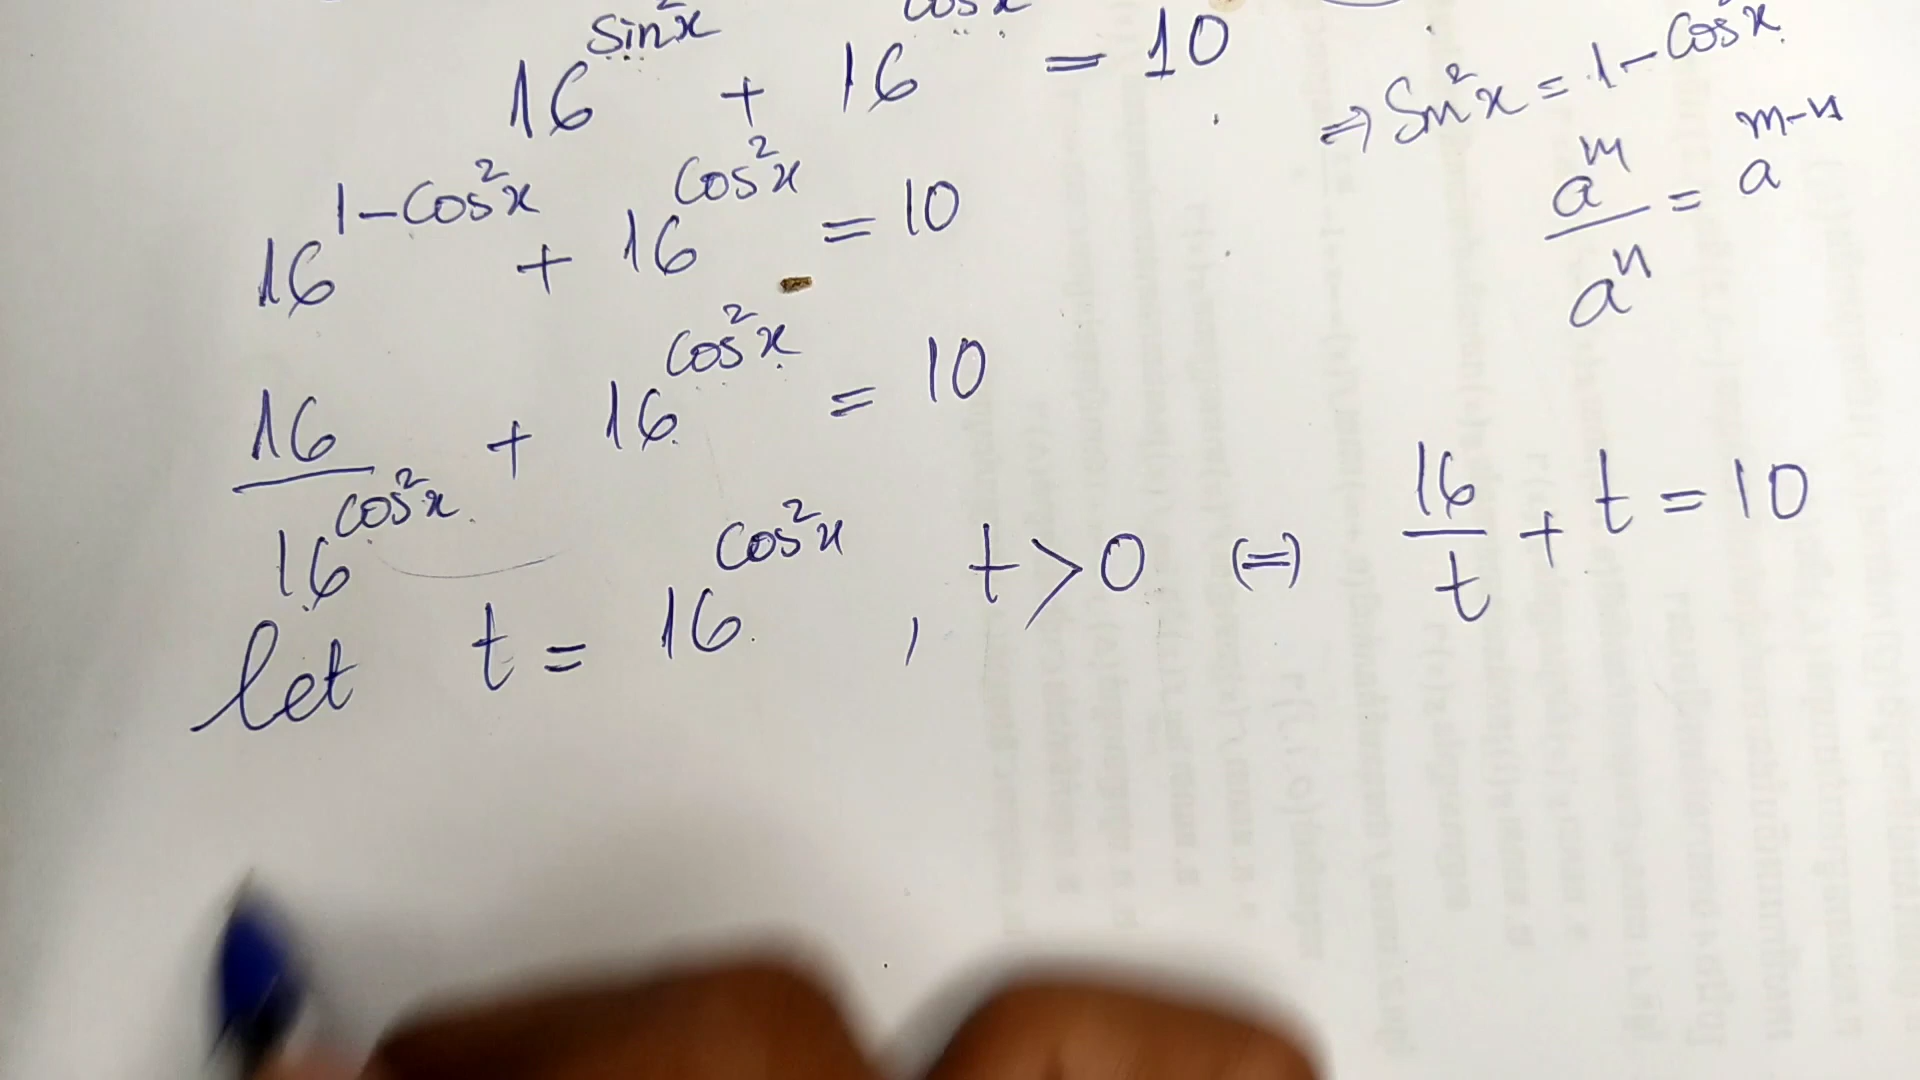 16^(sin²x) + 16^(cos²x) = 10
⇒ Sin²x = 1 - Cos²x
a^m / a^n = a^(m-n)
16^(1-Cos²x) + 16^(Cos²x) = 10
16 / 16^(cos²x) + 16^(cos²x) = 10
let t = 16^(cos²x) , t > 0 (=) 16/t + t = 10